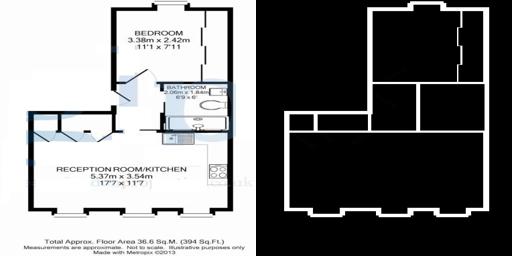 BEDROOM
3.38m x 2.42m
11'1 x 7'11
BATHROOM
2.06m x 1.84m
6'9 x 6'
RECEPTION ROOM/KITCHEN
5.37m x 3.54m
17'7 x 11'7
Total Approx. Floor Area 36.6 Sq.M. (394 Sq.Ft.)
Measurements are approximate. Not to scale. Illustrative purposes only
Made with Metropix ©2013